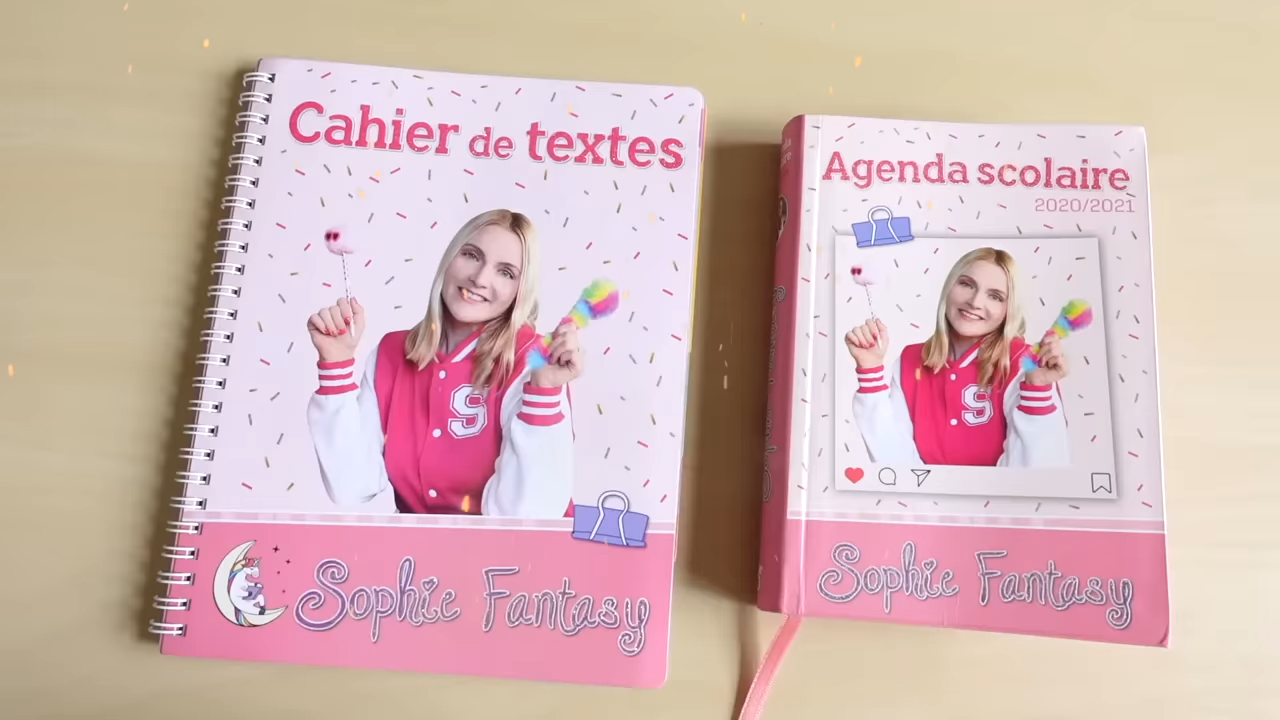 Cahier de textes
S
Sophie Fantasy
Agenda scolaire
2020/2021
S
Sophie Fantasy